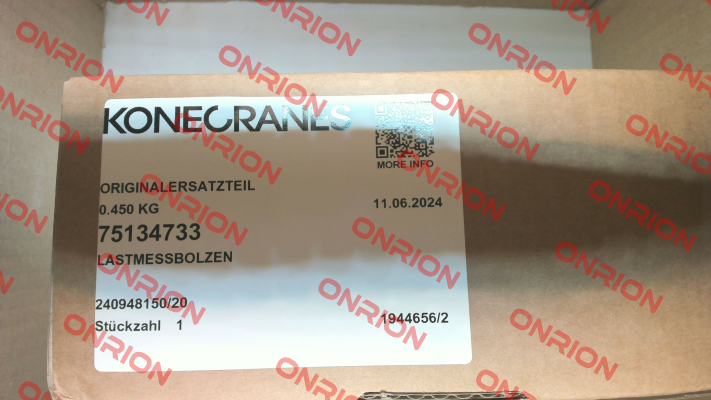 KONECRANES
MORE INFO
ORIGINALERSATZTEIL
0.450 KG 11.06.2024
75134733
LASTMESSBOLZEN
240948150/20
Stückzahl 1 1944656/2
ONRION